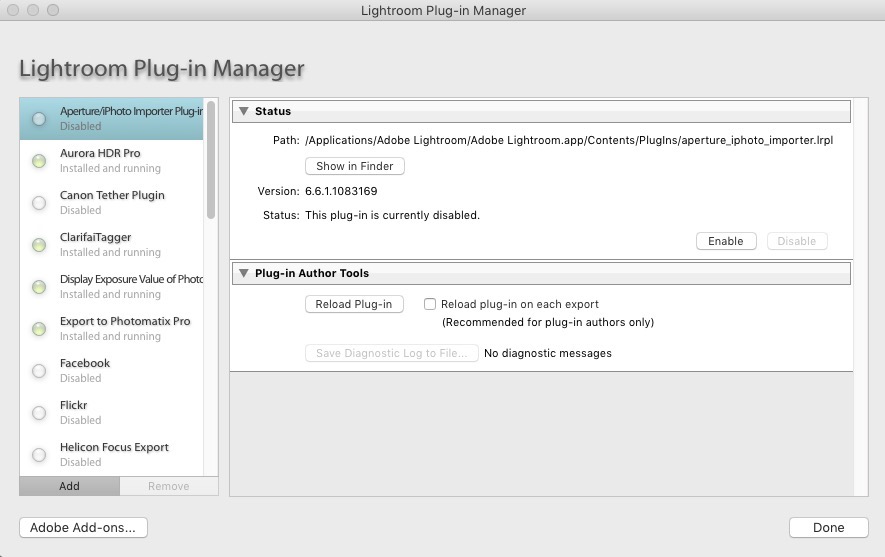 Lightroom Plug-in Manager
Lightroom Plug-in Manager
Aperture/iPhoto Importer Plug-in
Disabled
Aurora HDR Pro
Installed and running
Canon Tether Plugin
Disabled
ClarifaiTagger
Installed and running
Display Exposure Value of Photo
Installed and running
Export to Photomatix Pro
Installed and running
Facebook
Disabled
Flickr
Disabled
Helicon Focus Export
Disabled
Add Remove
Adobe Add-ons...
Status
Path: /Applications/Adobe Lightroom/Adobe Lightroom.app/Contents/PlugIns/aperture_iphoto_importer.lrpl
Show in Finder
Version: 6.6.1.1083169
Status: This plug-in is currently disabled.
Enable Disable
Plug-in Author Tools
Reload Plug-in Reload plug-in on each export
(Recommended for plug-in authors only)
Save Diagnostic Log to File... No diagnostic messages
Done